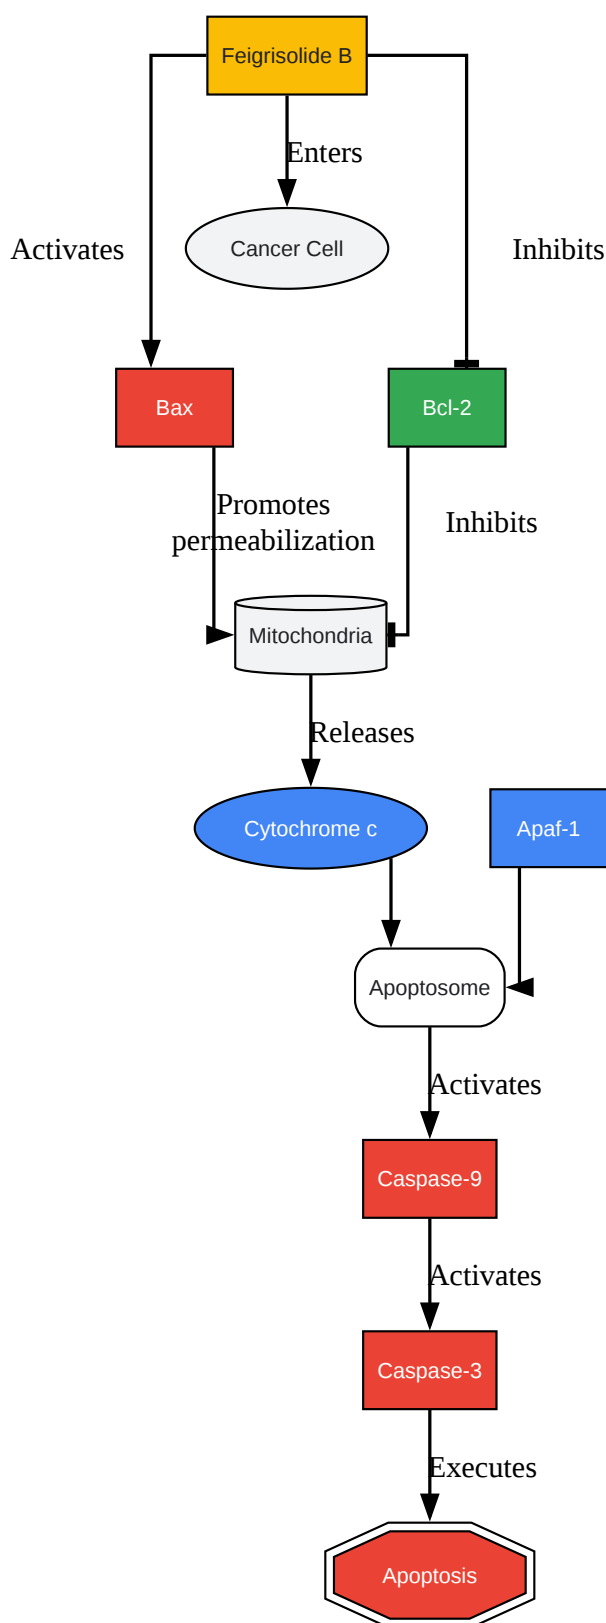 Feigrisolide B
Enters
Activates
Cancer Cell
Inhibits
Bax
Bcl-2
Promotes
permeabilization
Inhibits
Mitochondria
Releases
Cytochrome c
Apaf-1
Apoptosome
Activates
Caspase-9
Activates
Caspase-3
Executes
Apoptosis